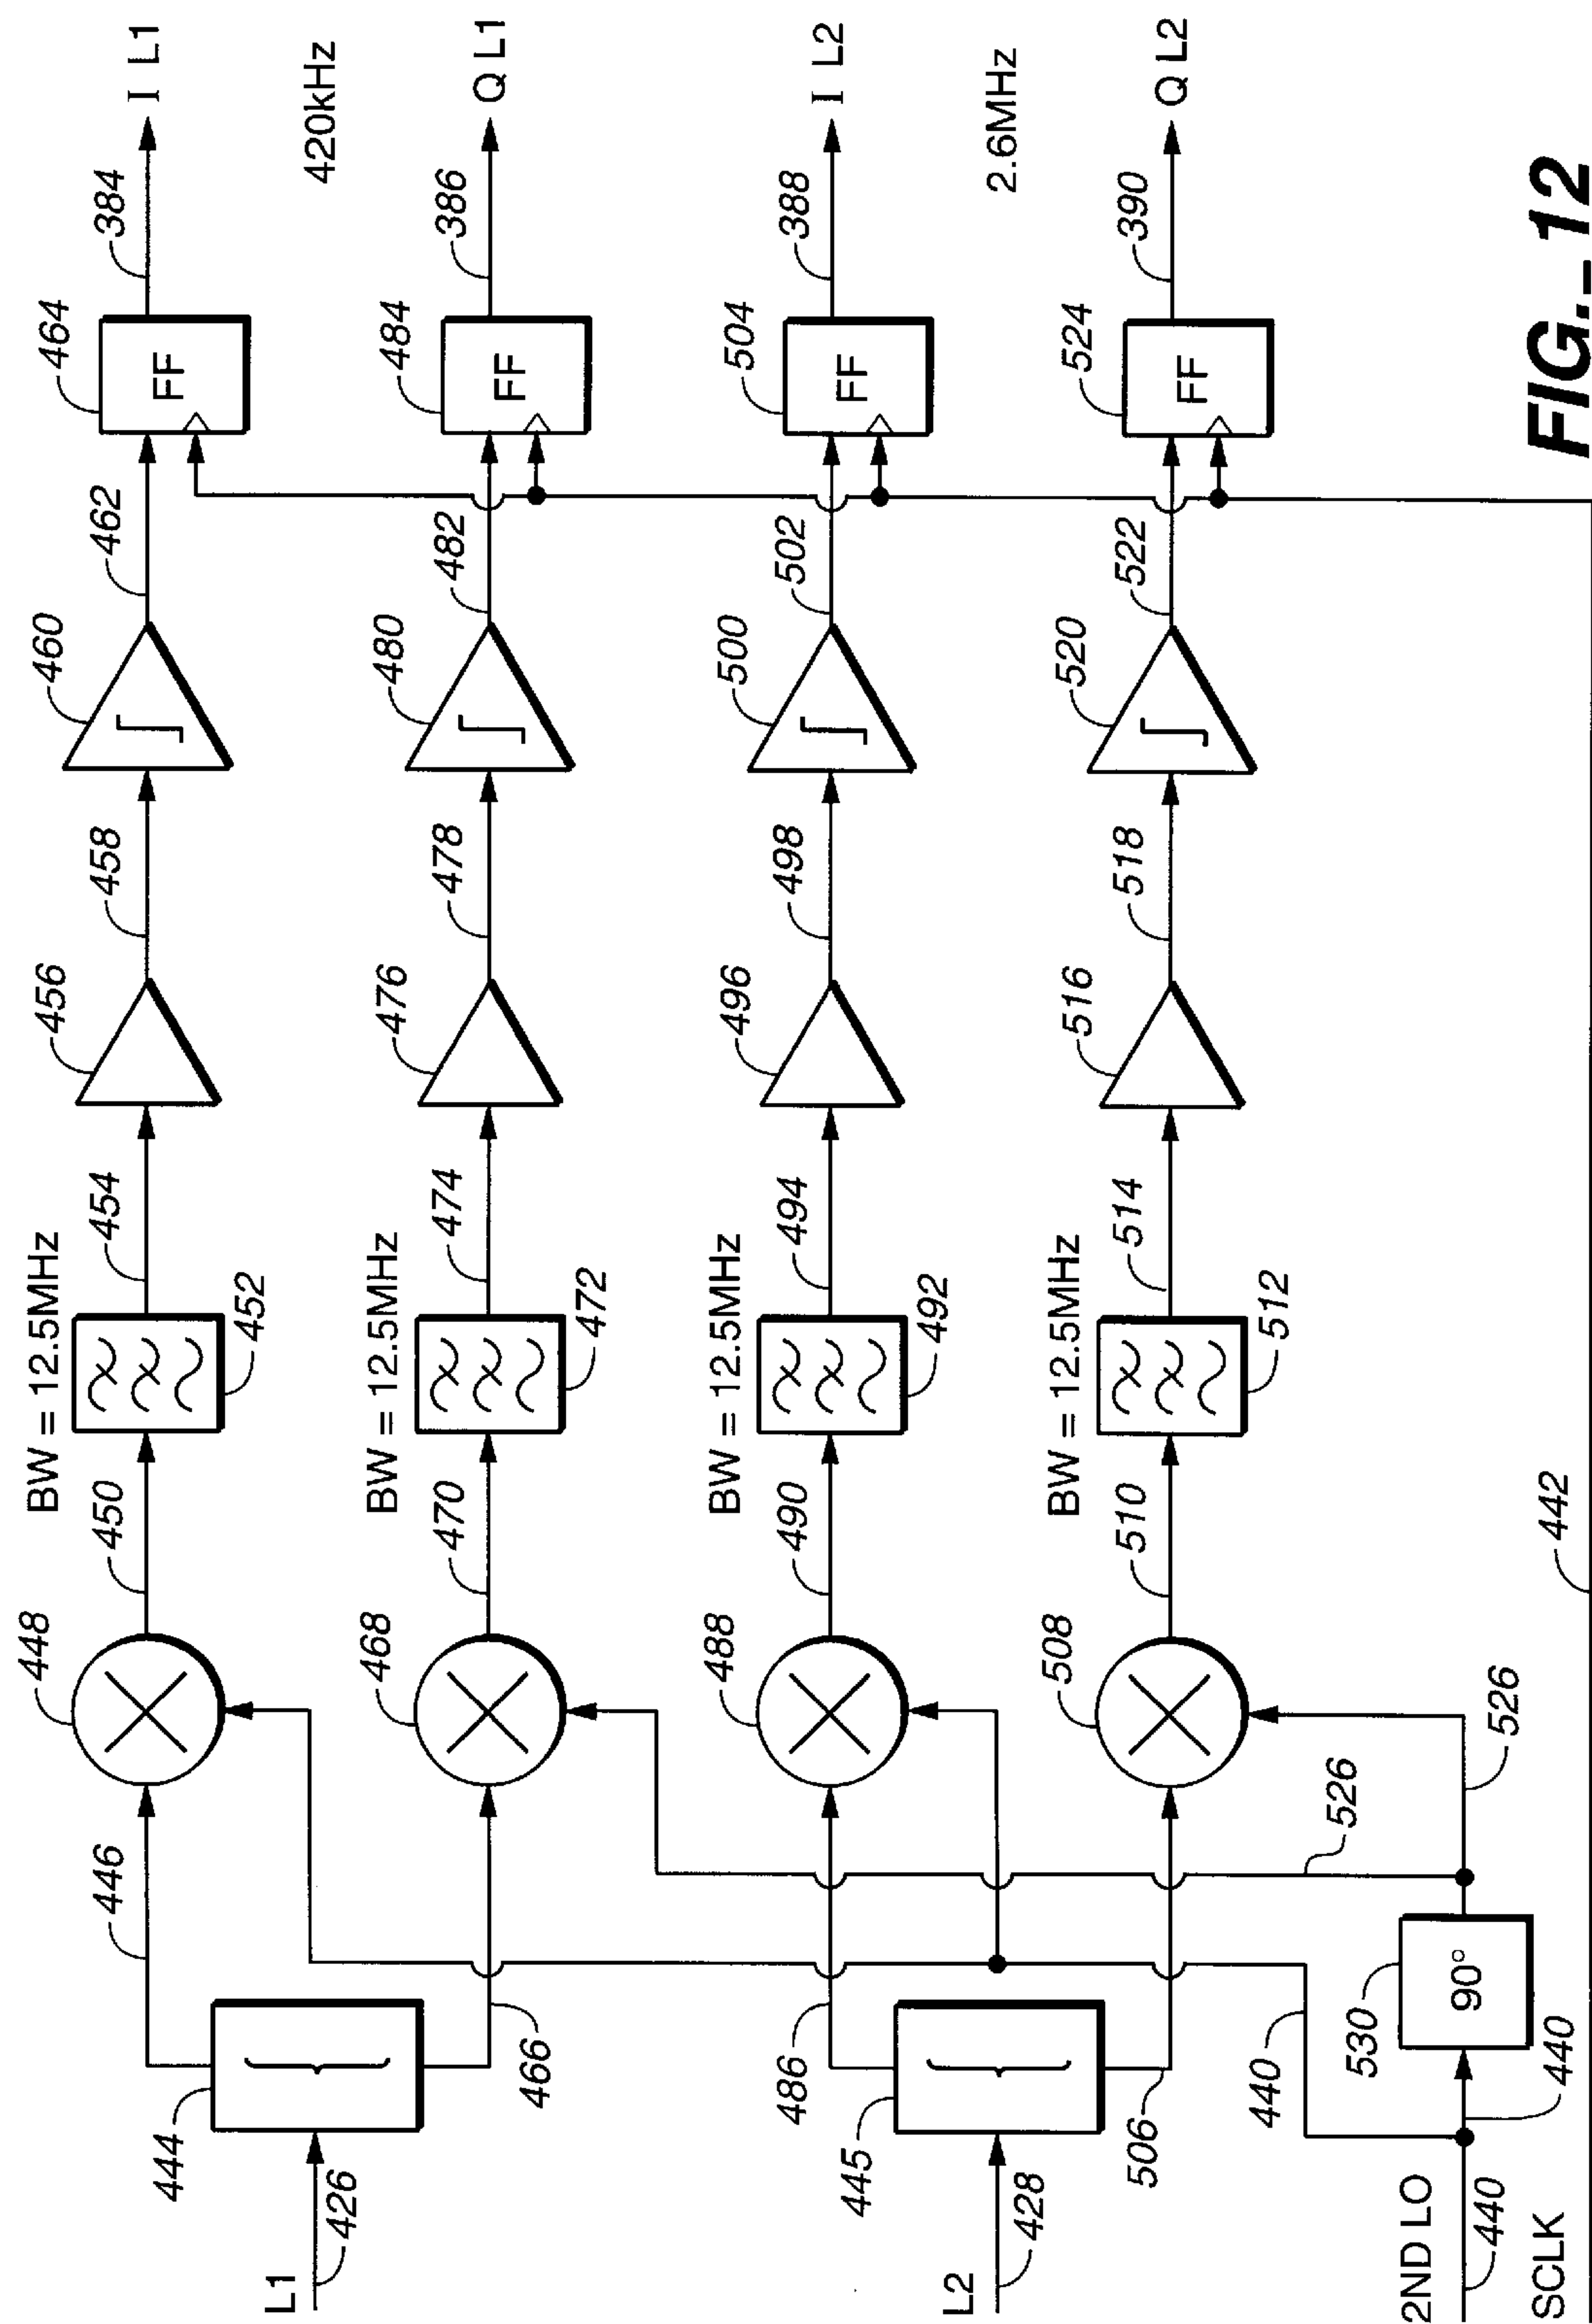 448
450
BW = 12.5MHz
454
456
458
460
462
464
384
I L1
446
FF
452
420kHz
444
L1
426
466
468
470
BW = 12.5MHz
474
476
478
480
482
484
386
Q L1
FF
472
486
488
490
BW = 12.5MHz
494
496
498
500
502
504
388
I L2
FF
492
2.6MHz
445
L2
428
506
508
510
BW = 12.5MHz
514
516
518
520
522
524
390
Q L2
FF
512
440
526
526
530
90°
440
2ND LO
440
SCLK
442
FIG._12